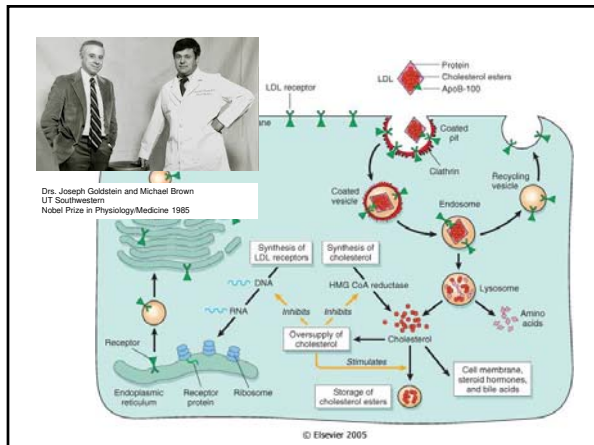 Protein
LDL
Cholesterol esters
ApoB-100
LDL receptor
ane
Coated
pit
Clathrin
Recycling
vesicle
Coated
vesicle
Endosome
Drs. Joseph Goldstein and Michael Brown
UT Southwestern
Nobel Prize in Physiology/Medicine 1985
Synthesis of
LDL receptors
Synthesis of
cholesterol
DNA
HMG CoA reductase
Lysosome
Amino
acids
RNA
Inhibits
Inhibits
Oversupply of
cholesterol
Cholesterol
Receptor
Stimulates
Cell membrane,
steroid hormones,
and bile acids
Endoplasmic
reticulum
Receptor
protein
Ribosome
Storage of
cholesterol esters
© Elsevier 2005